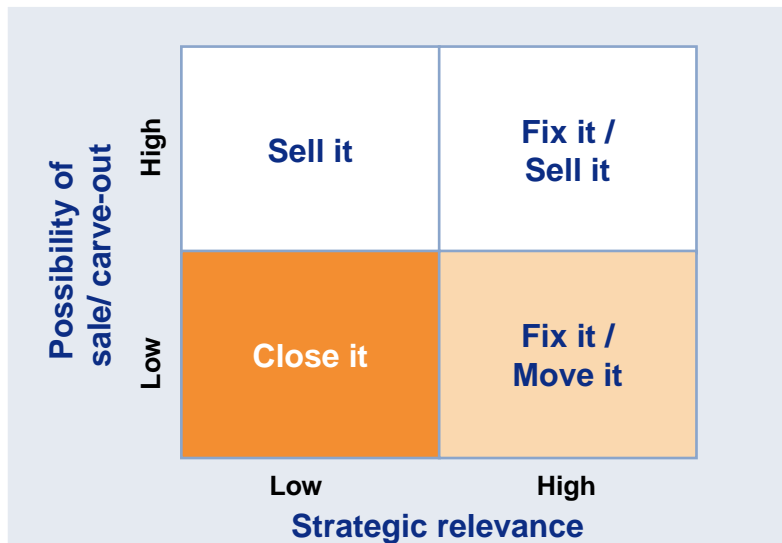 Possibility of
sale/ carve-out
High
Low
Sell it
Fix it /
Sell it
Close it
Fix it /
Move it
Low
High
Strategic relevance